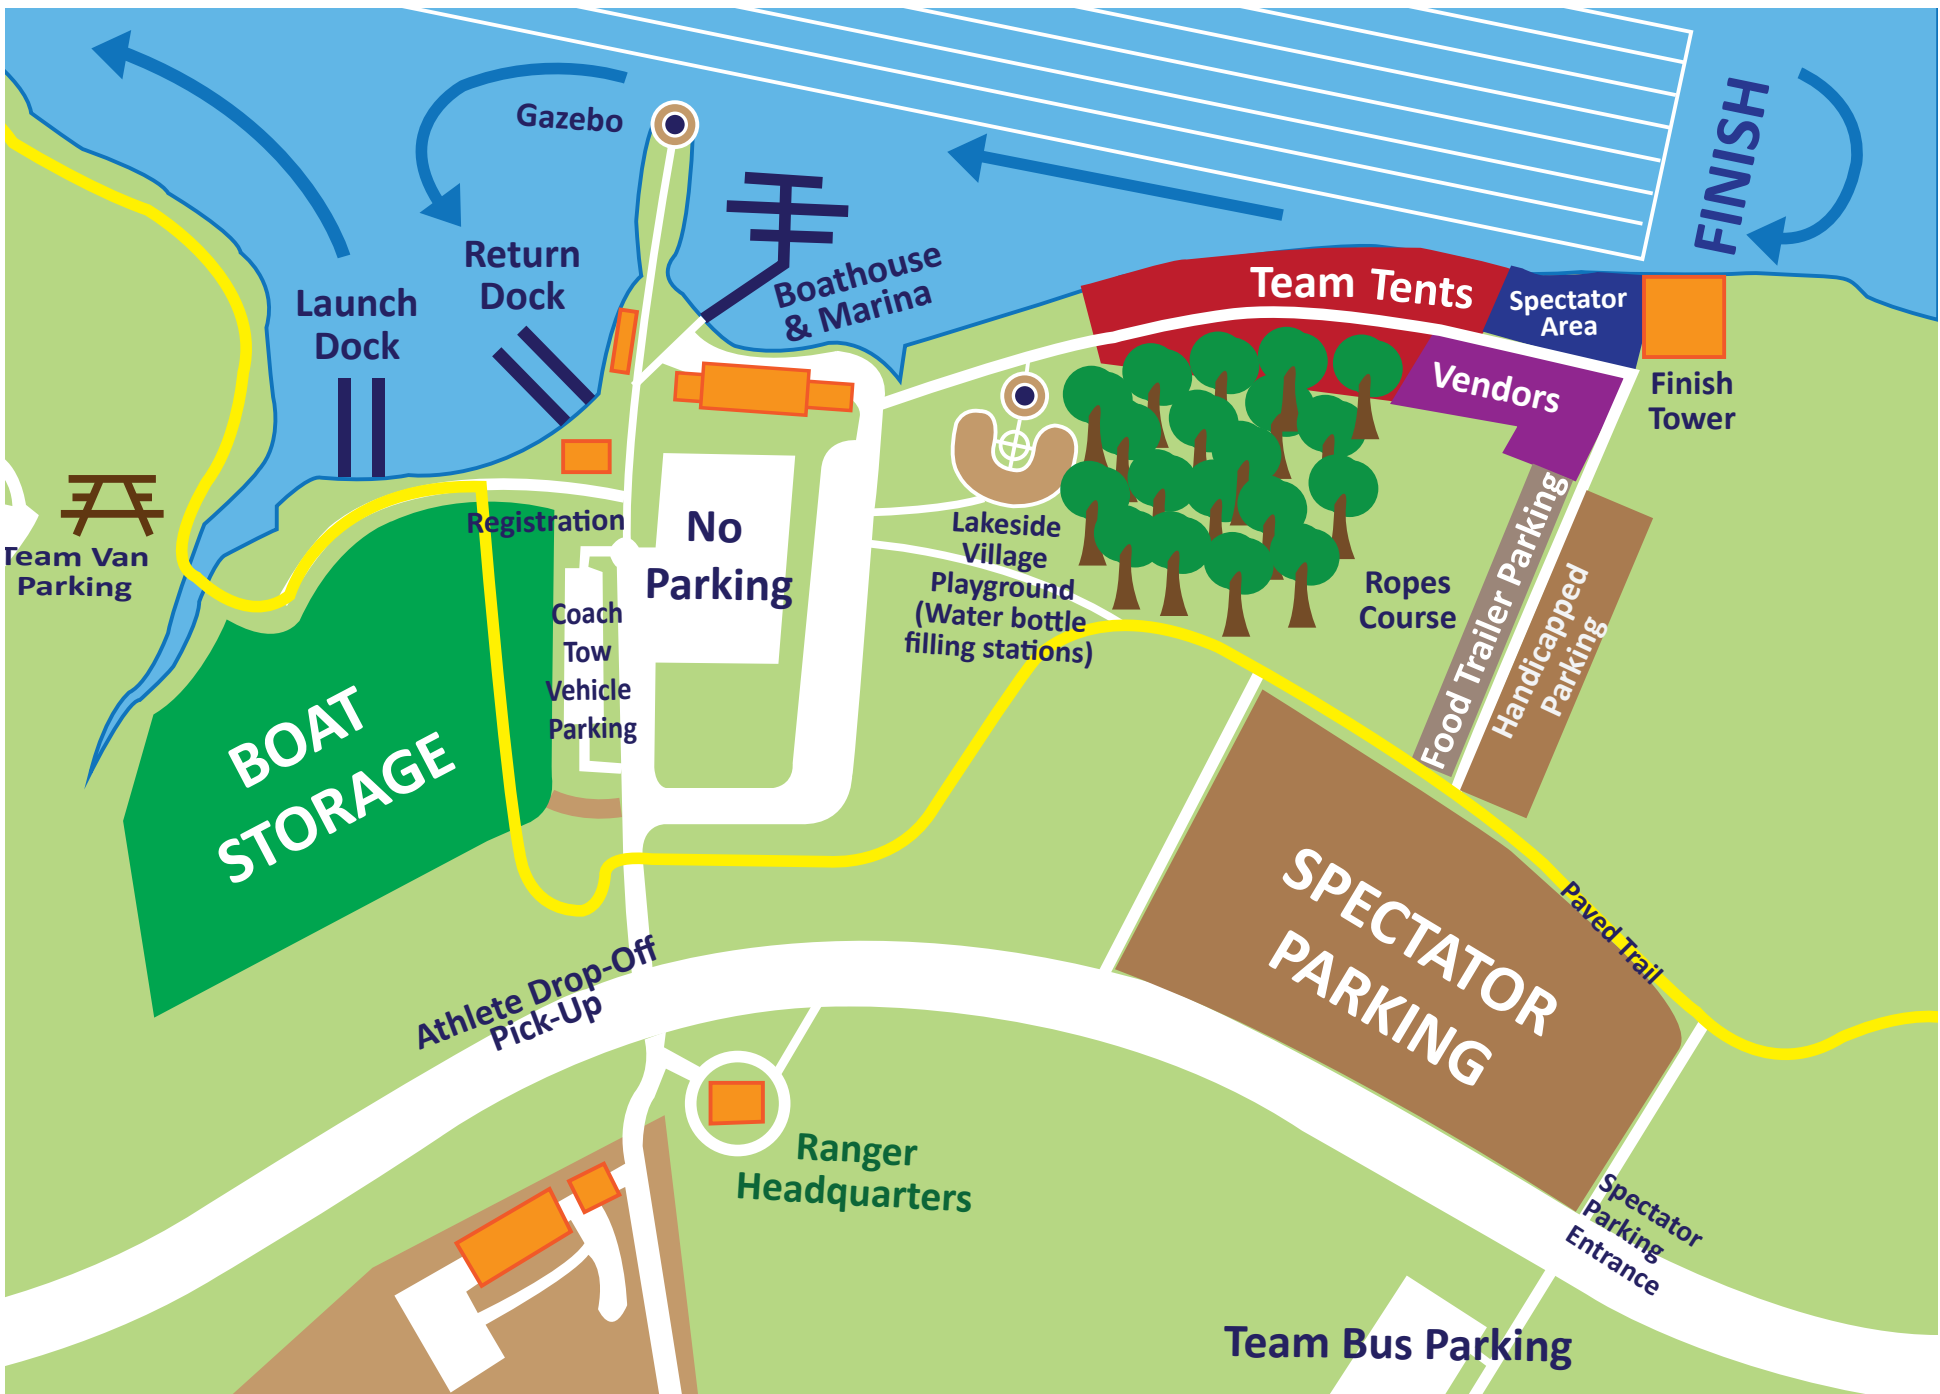 Gazebo
FINISH
Return
Dock
Launch
Dock
Boathouse
& Marina
Team Tents
Spectator
Area
Vendors
Finish
Tower
Team Van
Parking
Registration
No
Parking
Lakeside
Village
Playground
(Water bottle
filling stations)
Ropes
Course
Food Trailer Parking
Handicapped
Parking
Coach
Tow
Vehicle
Parking
BOAT
STORAGE
SPECTATOR
PARKING
Paved Trail
Athlete Drop-Off
Pick-Up
Ranger
Headquarters
Spectator
Parking
Entrance
Team Bus Parking